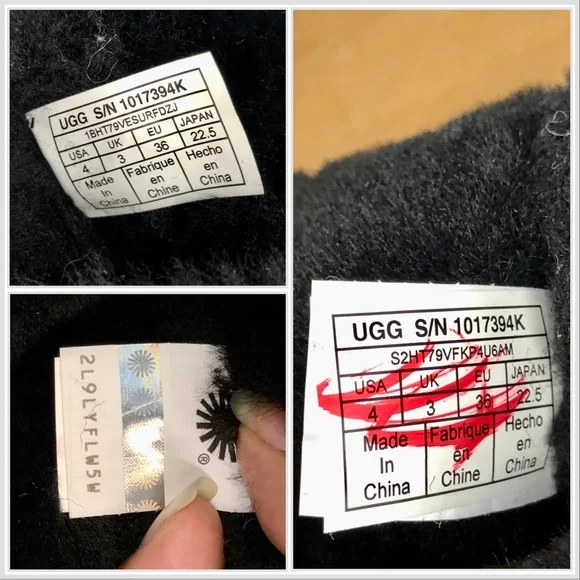 UGG S/N 1017394K
1BHT79VESURFDZJ
USA UK EU JAPAN
4 3 36 22.5
Made Fabrique Hecho
In en en
China Chine China
2L9LYFLW5W
®
UGG S/N 1017394K
S2HT79VFKP4U6AM
USA UK EU JAPAN
4 3 36 22.5
Made Fabrique Hecho
In en en
China Chine China